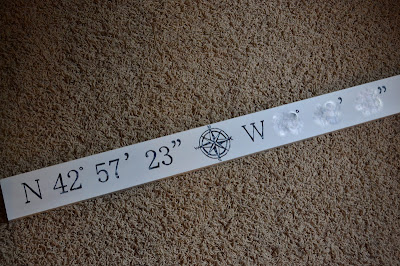 N 42° 57' 23" W ° ' "